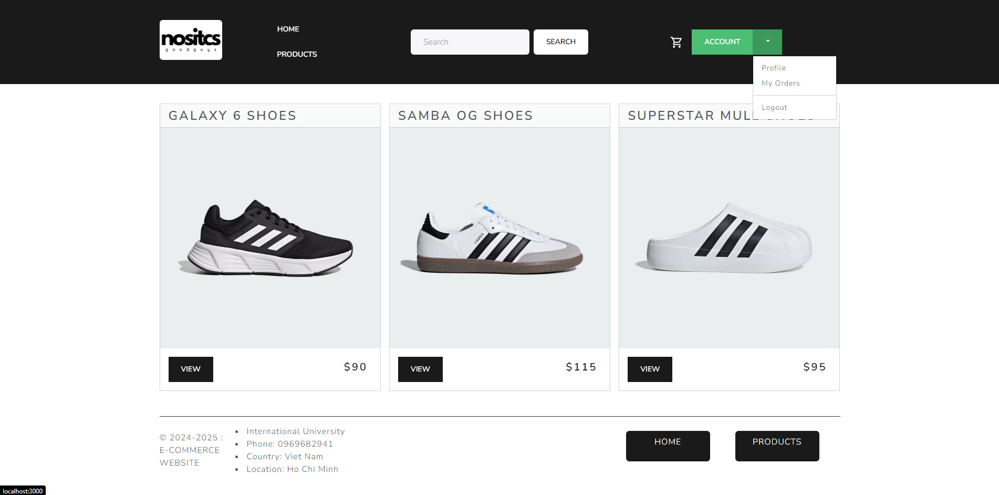 nositcs
goodguys
HOME
PRODUCTS
Search
SEARCH
ACCOUNT
Profile
My Orders
Logout
GALAXY 6 SHOES
SAMBA OG SHOES
SUPERSTAR
SAMBA
VIEW
$90
VIEW
$115
VIEW
$95
© 2024-2025 :
E-COMMERCE
WEBSITE
• International University
• Phone: 0969682941
• Country: Viet Nam
• Location: Ho Chi Minh
HOME
PRODUCTS
localhost:3000